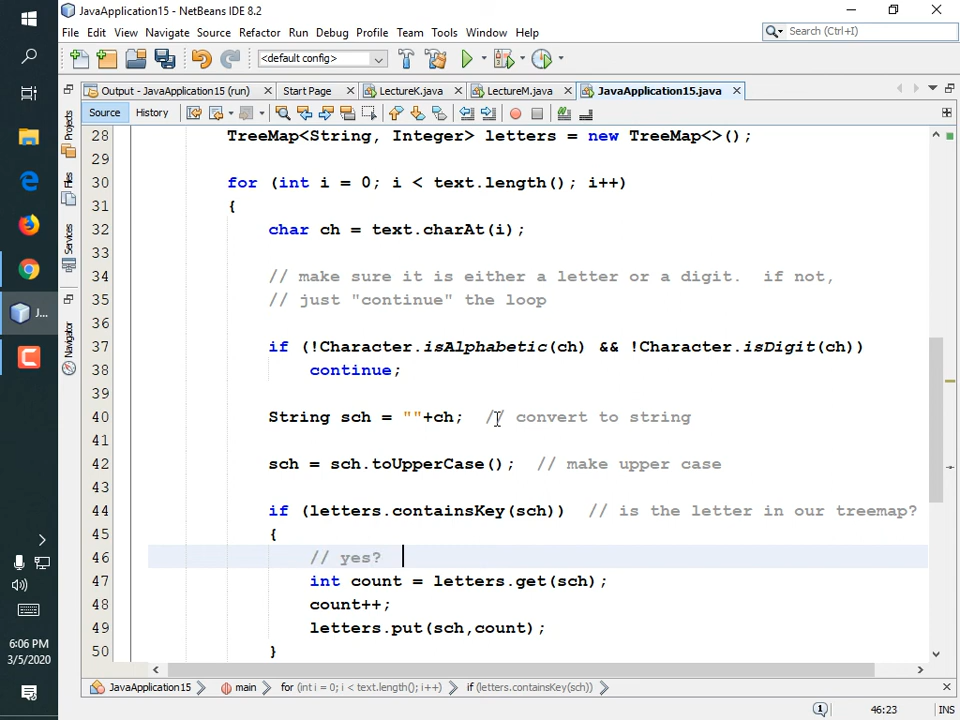 JavaApplication15 - NetBeans IDE 8.2
File Edit View Navigate Source Refactor Run Debug Profile Team Tools Window Help
Search (Ctrl+I)
<default config>
Output - JavaApplication15 (run) Start Page LectureK.java LectureM.java JavaApplication15.java
Source History
Projects
Files
Services
Navigator
28 TreeMap<String, Integer> letters = new TreeMap<>();
29
30 for (int i = 0; i < text.length(); i++)
31 {
32 char ch = text.charAt(i);
33
34 // make sure it is either a letter or a digit.  if not,
35 // just "continue" the loop
36
37 if (!Character.isAlphabetic(ch) && !Character.isDigit(ch))
38 continue;
39
40 String sch = ""+ch;  // convert to string
41
42 sch = sch.toUpperCase();  // make upper case
43
44 if (letters.containsKey(sch))  // is the letter in our treemap?
45 {
46 // yes?
47 int count = letters.get(sch);
48 count++;
49 letters.put(sch,count);
50 }
J...
6:06 PM
3/5/2020
JavaApplication15 main for (int i = 0; i < text.length(); i++) if (letters.containsKey(sch))
1 46:23 INS